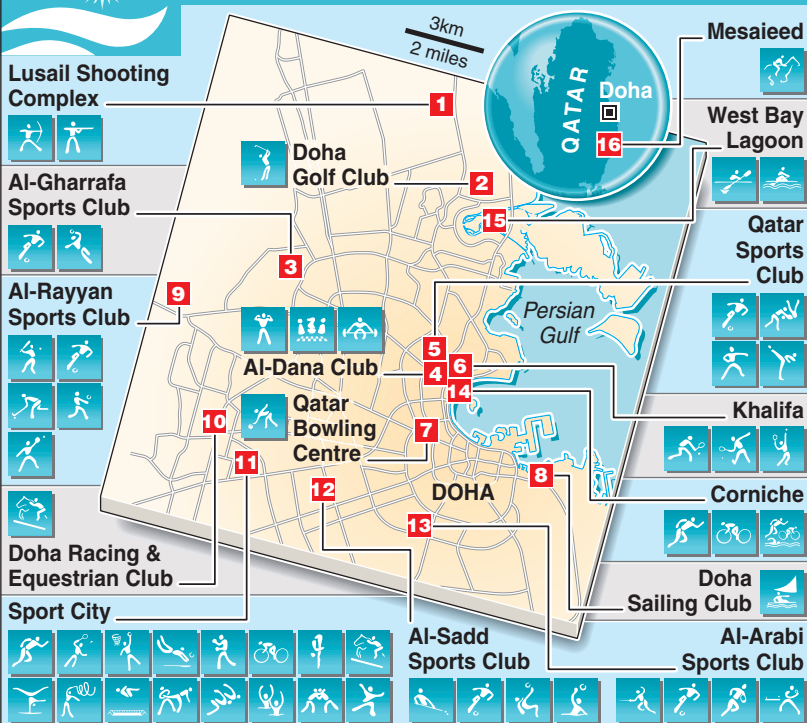 3km
2 miles
Mesaieed
Lusail Shooting
Complex
1
QATAR
Doha
16
West Bay
Lagoon
Doha
Golf Club
2
15
Al-Gharrafa
Sports Club
3
Qatar
Sports
Club
9
Al-Rayyan
Sports Club
Persian
Gulf
5
6
4
14
Al-Dana Club
Khalifa
10
Qatar
Bowling
Centre
7
11
12
8
DOHA
13
Corniche
Doha Racing &
Equestrian Club
Doha
Sailing Club
Sport City
Al-Sadd
Sports Club
Al-Arabi
Sports Club